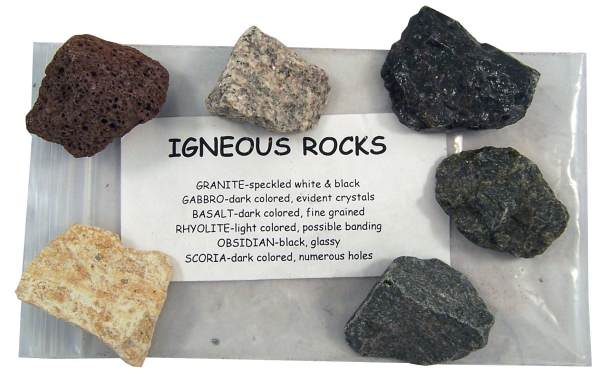 IGNEOUS ROCKS
GRANITE-speckled white & black
GABBRO-dark colored, evident crystals
BASALT-dark colored, fine grained
RHYOLITE-light colored, possible banding
OBSIDIAN-black, glassy
SCORIA-dark colored, numerous holes